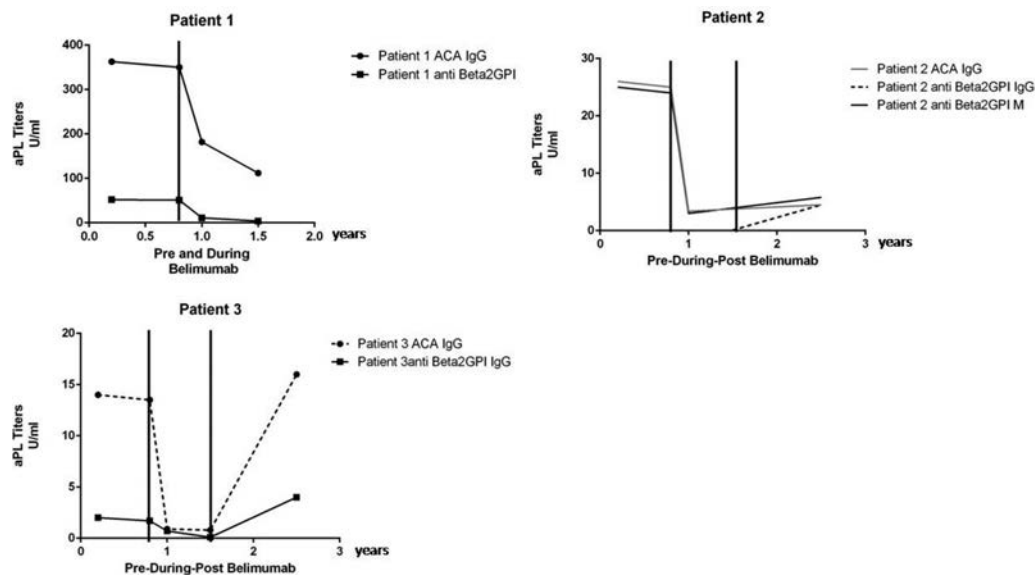 Patient 1
400
300
200
100
0
aPL Titers
U/ml
0.0 0.5 1.0 1.5 2.0 years
Pre and During
Belimumab
Patient 1 ACA IgG
Patient 1 anti Beta2GPI
Patient 2
30
20
10
0
aPL Titers
U/ml
0 1 2 3 years
Pre-During-Post Belimumab
Patient 2 ACA IgG
Patient 2 anti Beta2GPI IgG
Patient 2 anti Beta2GPI M
Patient 3
20
15
10
5
0
aPL Titers
U/ml
0 1 2 3 years
Pre-During-Post Belimumab
Patient 3 ACA IgG
Patient 3anti Beta2GPI IgG